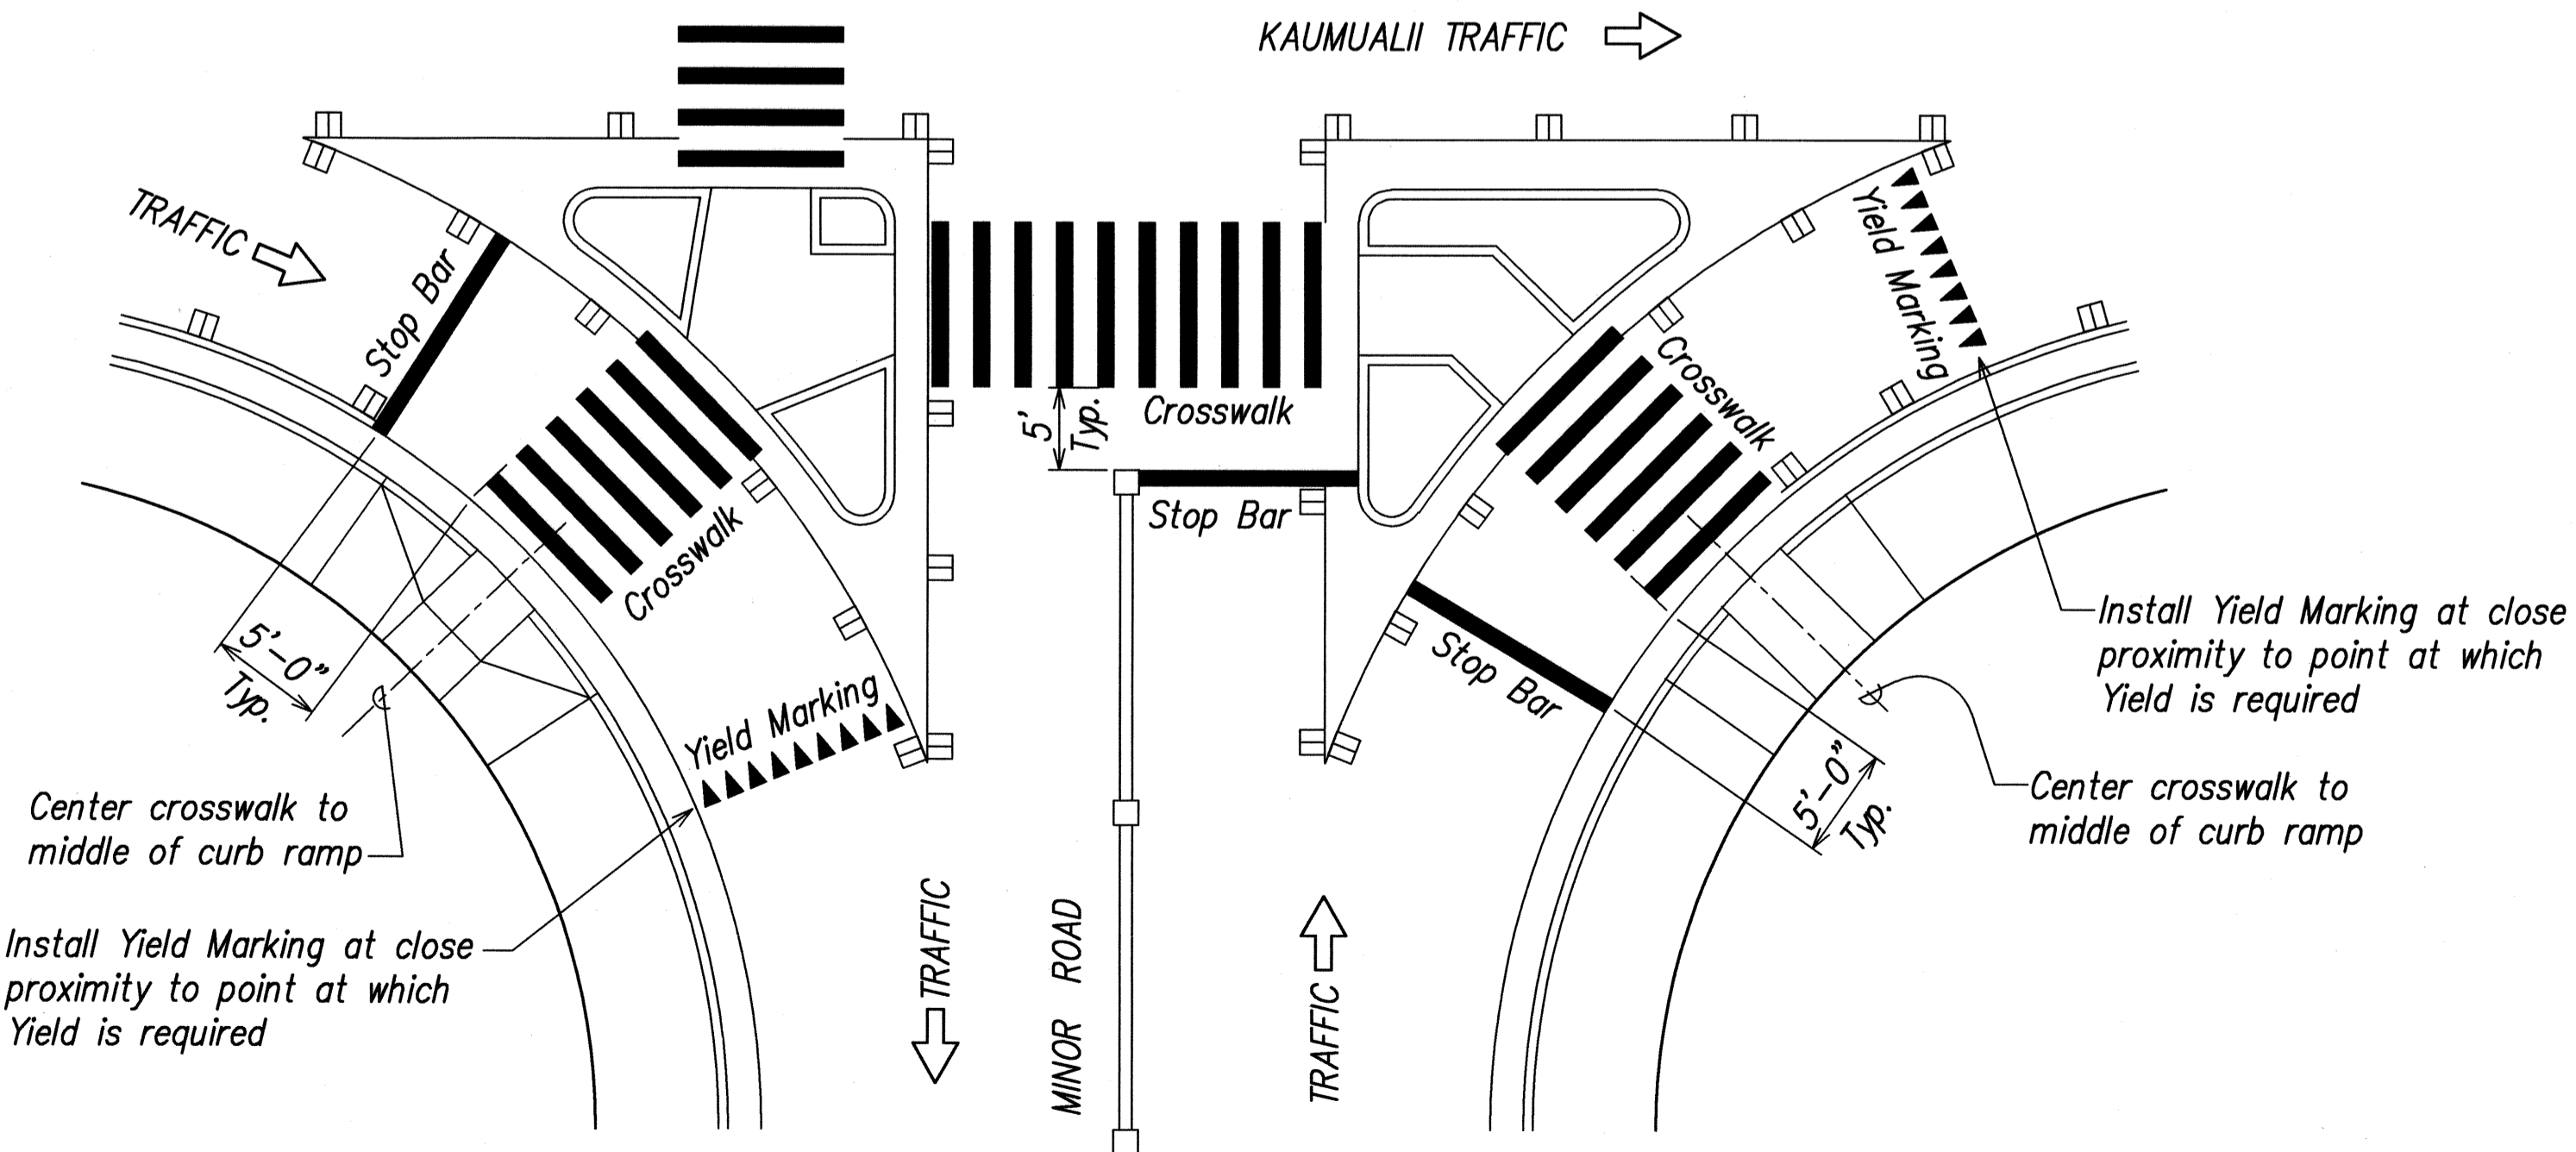 KAUMUALII TRAFFIC
TRAFFIC
Stop Bar
Yield Marking
Crosswalk
5'
Typ.
Crosswalk
Stop Bar
Crosswalk
Stop Bar
5'-0"
Typ.
Yield Marking
Install Yield Marking at close
proximity to point at which
Yield is required
Center crosswalk to
middle of curb ramp
5'-0"
Typ.
Center crosswalk to
middle of curb ramp
Install Yield Marking at close
proximity to point at which
Yield is required
TRAFFIC
MINOR ROAD
TRAFFIC